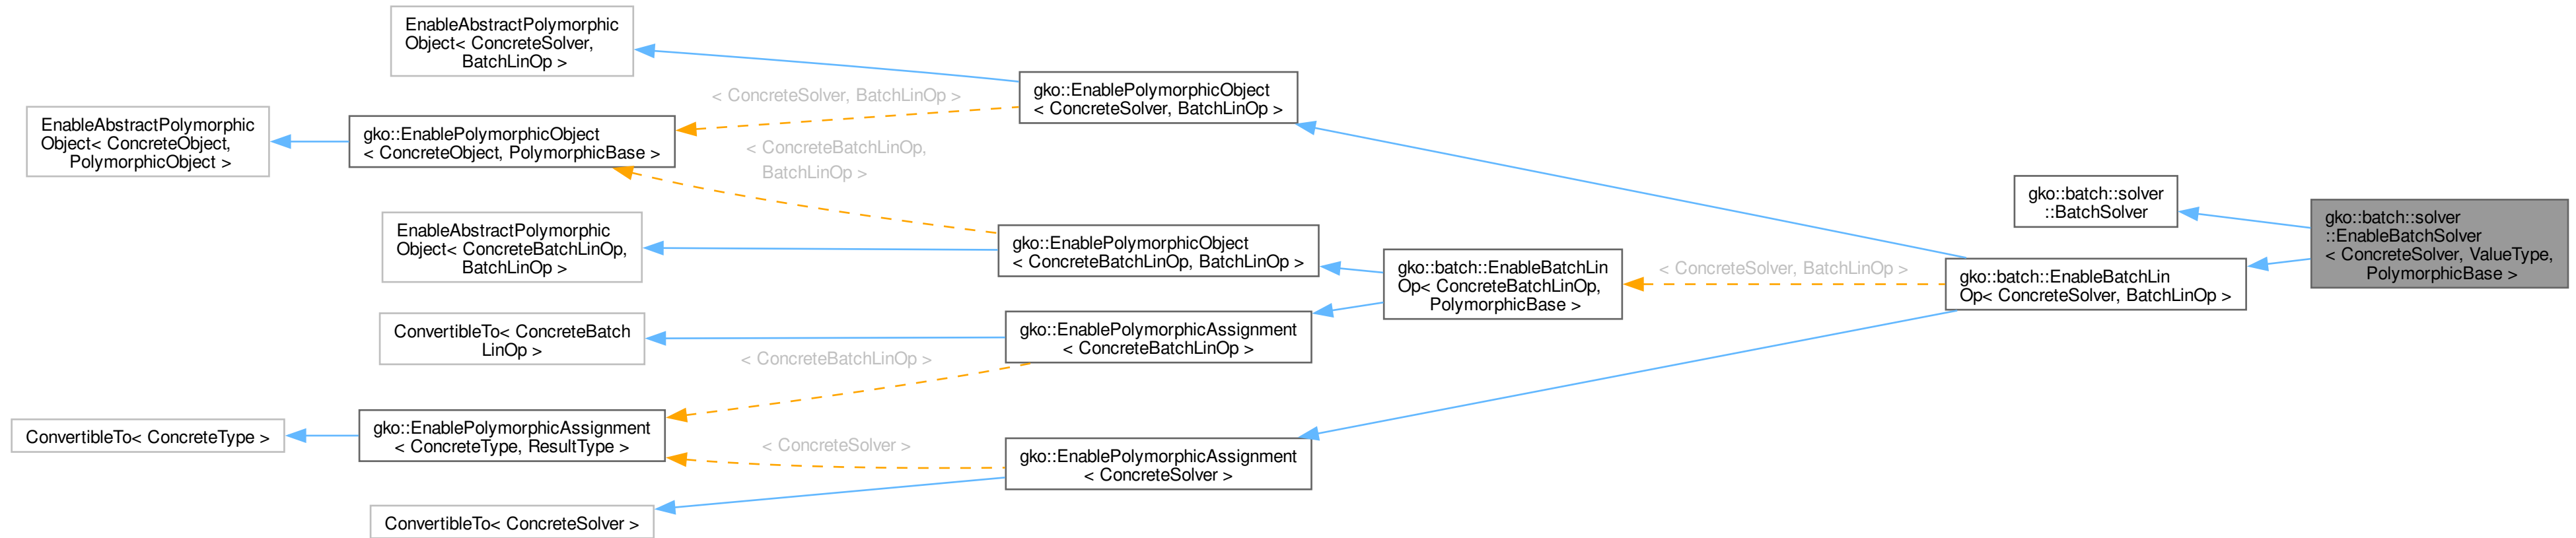 EnableAbstractPolymorphic
Object< ConcreteSolver,
BatchLinOp >
gko::EnablePolymorphicObject
< ConcreteSolver, BatchLinOp >
< ConcreteSolver, BatchLinOp >
EnableAbstractPolymorphic
Object< ConcreteObject,
PolymorphicObject >
gko::EnablePolymorphicObject
< ConcreteObject, PolymorphicBase >
< ConcreteBatchLinOp,
BatchLinOp >
gko::batch::solver
::BatchSolver
gko::batch::solver
::EnableBatchSolver
< ConcreteSolver, ValueType,
PolymorphicBase >
EnableAbstractPolymorphic
Object< ConcreteBatchLinOp,
BatchLinOp >
gko::EnablePolymorphicObject
< ConcreteBatchLinOp, BatchLinOp >
gko::batch::EnableBatchLin
Op< ConcreteBatchLinOp,
PolymorphicBase >
< ConcreteSolver, BatchLinOp >
gko::batch::EnableBatchLin
Op< ConcreteSolver, BatchLinOp >
ConvertibleTo< ConcreteBatch
LinOp >
gko::EnablePolymorphicAssignment
< ConcreteBatchLinOp >
< ConcreteBatchLinOp >
ConvertibleTo< ConcreteType >
gko::EnablePolymorphicAssignment
< ConcreteType, ResultType >
< ConcreteSolver >
gko::EnablePolymorphicAssignment
< ConcreteSolver >
ConvertibleTo< ConcreteSolver >